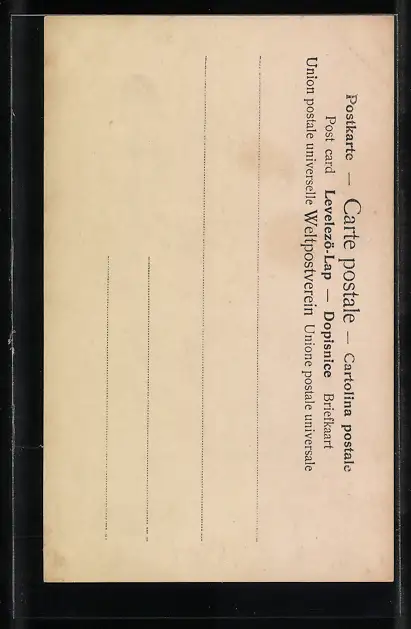 Postkarte — Carte postale — Cartolina postale
Post card Levelező-Lap — Dopisnice Briefkaart
Union postale universelle Weltpostverein Unione postale universale